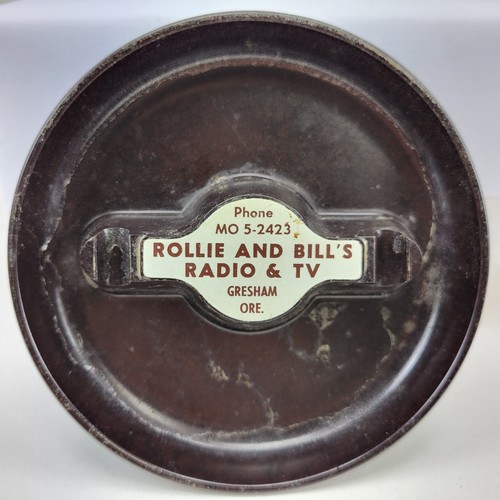 Phone
MO 5-2423
ROLLIE AND BILL'S
RADIO & TV
GRESHAM
ORE.